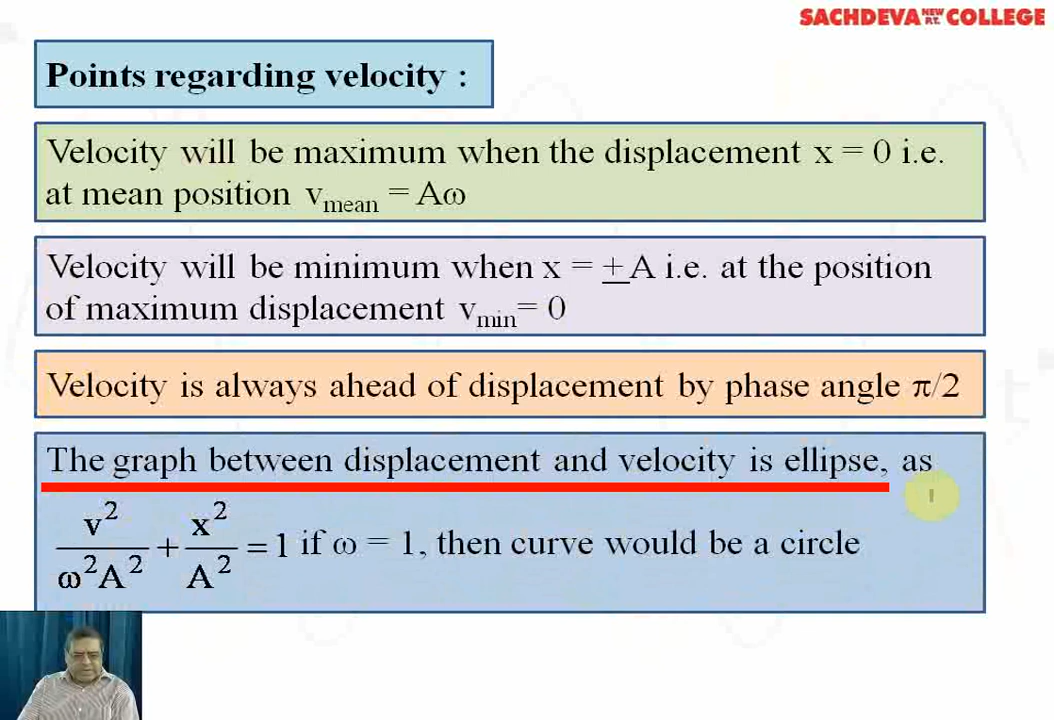 SACHDEVA NEW P.T. COLLEGE
Points regarding velocity :
Velocity will be maximum when the displacement x = 0 i.e.
at mean position v_mean = Aω
Velocity will be minimum when x = ±A i.e. at the position
of maximum displacement v_min= 0
Velocity is always ahead of displacement by phase angle π/2
The graph between displacement and velocity is ellipse, as
v²/ω²A² + x²/A² = 1 if ω = 1, then curve would be a circle